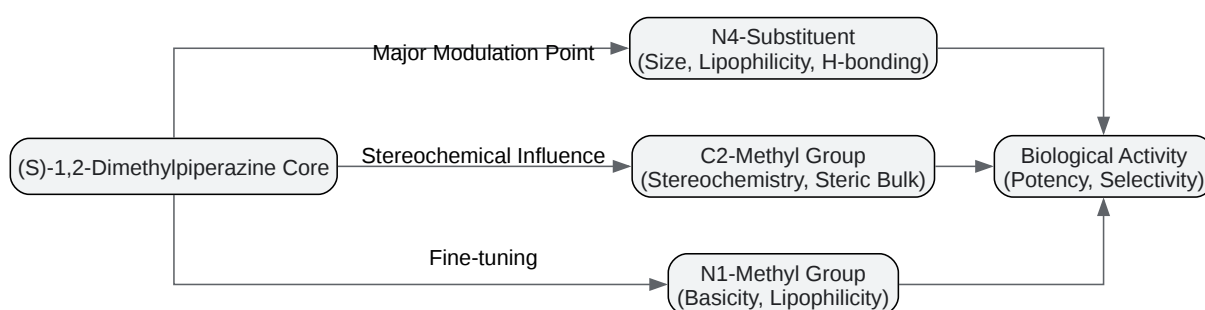 N4-Substituent
(Size, Lipophilicity, H-bonding)
Major Modulation Point
(S)-1,2-Dimethylpiperazine Core
Stereochemical Influence
C2-Methyl Group
(Stereochemistry, Steric Bulk)
Biological Activity
(Potency, Selectivity)
Fine-tuning
N1-Methyl Group
(Basicity, Lipophilicity)